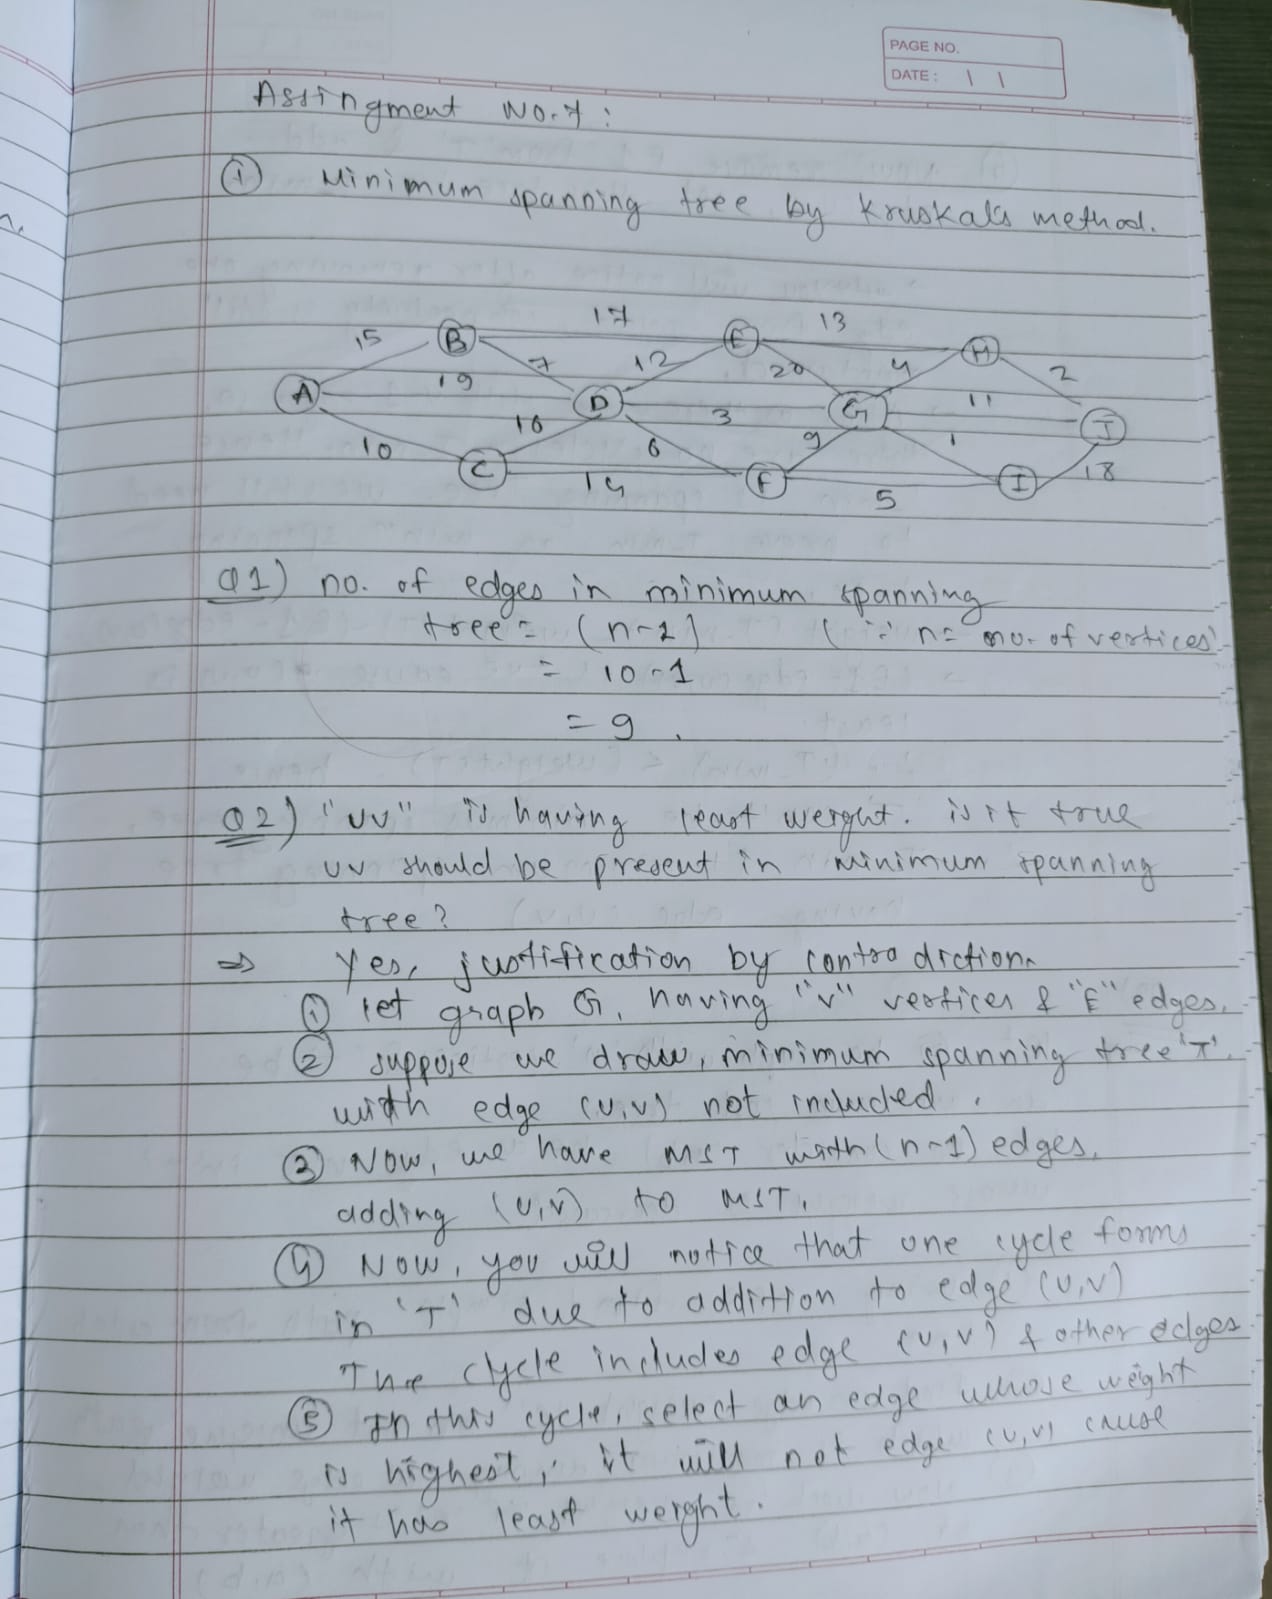 PAGE NO.
DATE :
Assingment No.7 :
① Minimum spanning tree by Kruskals method.
15 B 17 E 13 H
A 19 7 D 12 20 G 4 2
10 16 3 11 J
C 14 6 F 9 5 1 I 18
Q1) no. of edges in minimum spanning
tree = (n-1) (∵ n= no. of vertices)
= 10-1
= 9 .
Q2) "uv" is having least weight. is it true
uv should be present in minimum spanning
tree?
⇒ Yes, justification by contradiction.
① let graph G, having "v" vertices & "E" edges.
② suppose we draw, minimum spanning tree 'T'
with edge (u,v) not included .
③ Now, we have MST with (n-1) edges,
adding (u,v) to MST.
④ Now, you will notice that one cycle forms
in 'T' due to addition to edge (u,v)
The cycle includes edge (u,v) & other edges
⑤ In this cycle, select an edge whose weight
is highest, it will not edge (u,v) cause
it has least weight.